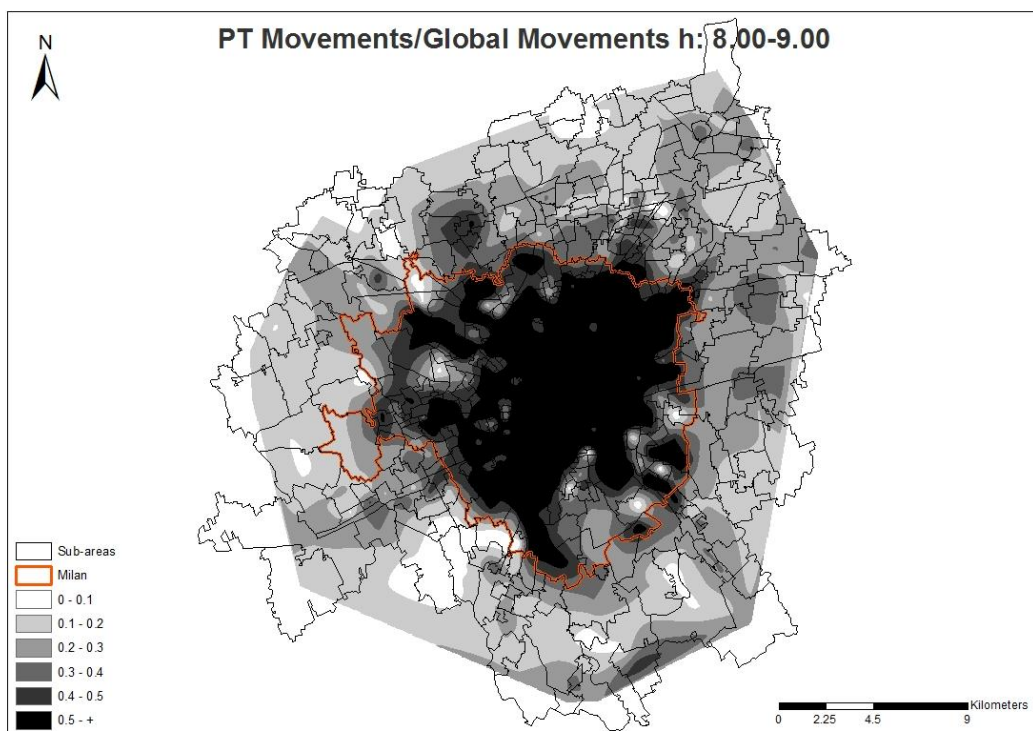 PT Movements/Global Movements h: 8.00-9.00
N
Sub-areas
Milan
0 - 0.1
0.1 - 0.2
0.2 - 0.3
0.3 - 0.4
0.4 - 0.5
0.5 - +
Kilometers
0 2.25 4.5 9